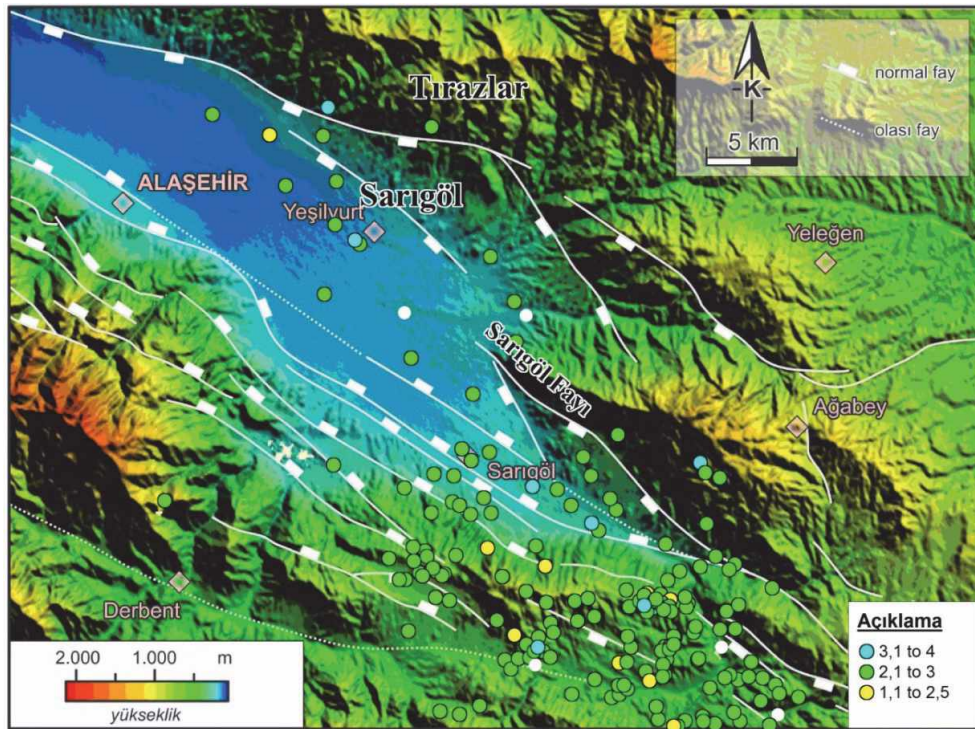 Tırazlar
-K-
5 km
normal fay
olası fay
ALAŞEHİR
Sarıgöl
Yeşilvurt
Yeleğen
Sarıgöl Fayı
Ağabey
Sarıgöl
Derbent
2.000 1.000 m
yükseklik
Açıklama
3,1 to 4
2,1 to 3
1,1 to 2,5